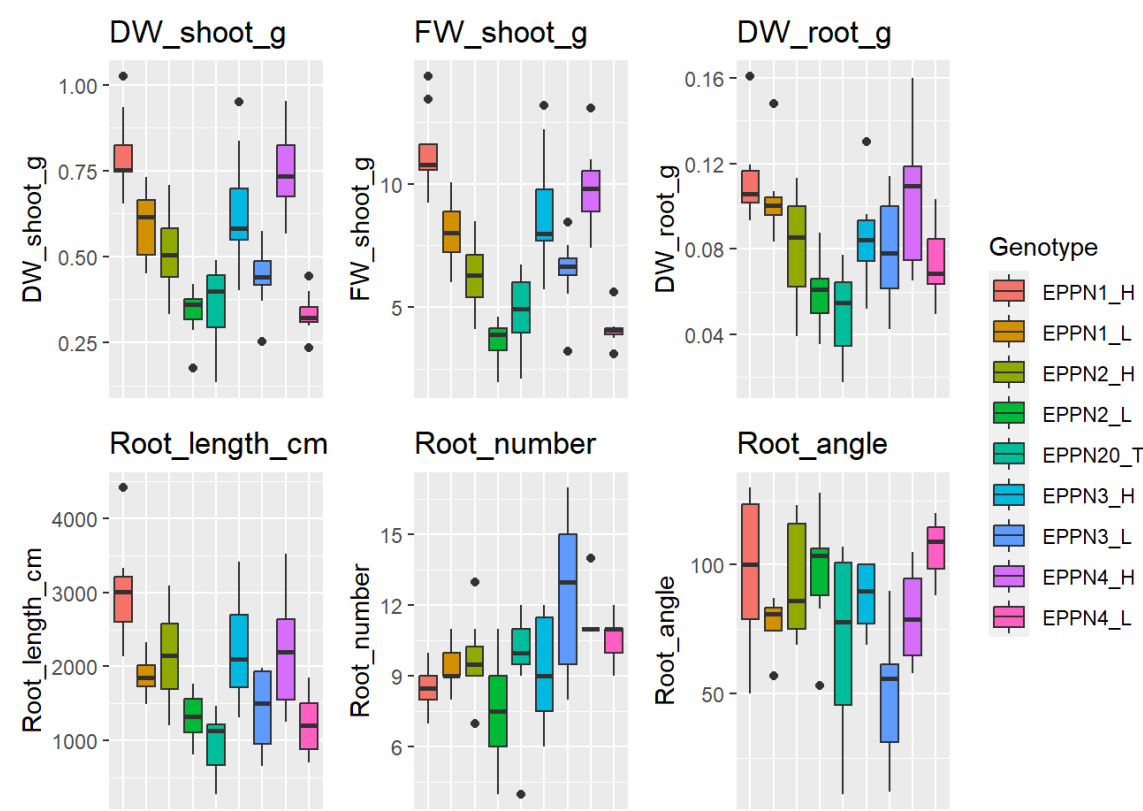 DW_shoot_g
FW_shoot_g
DW_root_g
DW_shoot_g
1.00
0.75
0.50
0.25
FW_shoot_g
10
5
DW_root_g
0.16
0.12
0.08
0.04
Root_length_cm
Root_number
Root_angle
Root_length_cm
4000
3000
2000
1000
Root_number
15
12
9
6
Root_angle
100
50
Genotype
EPPN1_H
EPPN1_L
EPPN2_H
EPPN2_L
EPPN20_T
EPPN3_H
EPPN3_L
EPPN4_H
EPPN4_L